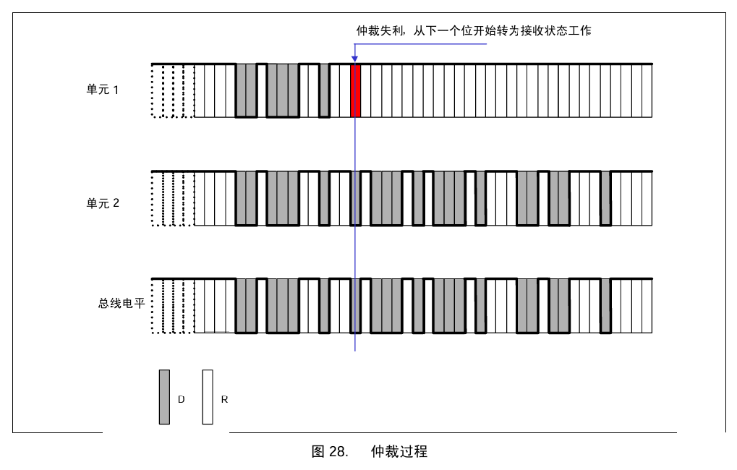 仲裁失利，从下一个位开始转为接收状态工作
单元 1
单元 2
总线电平
D R
图 28. 仲裁过程